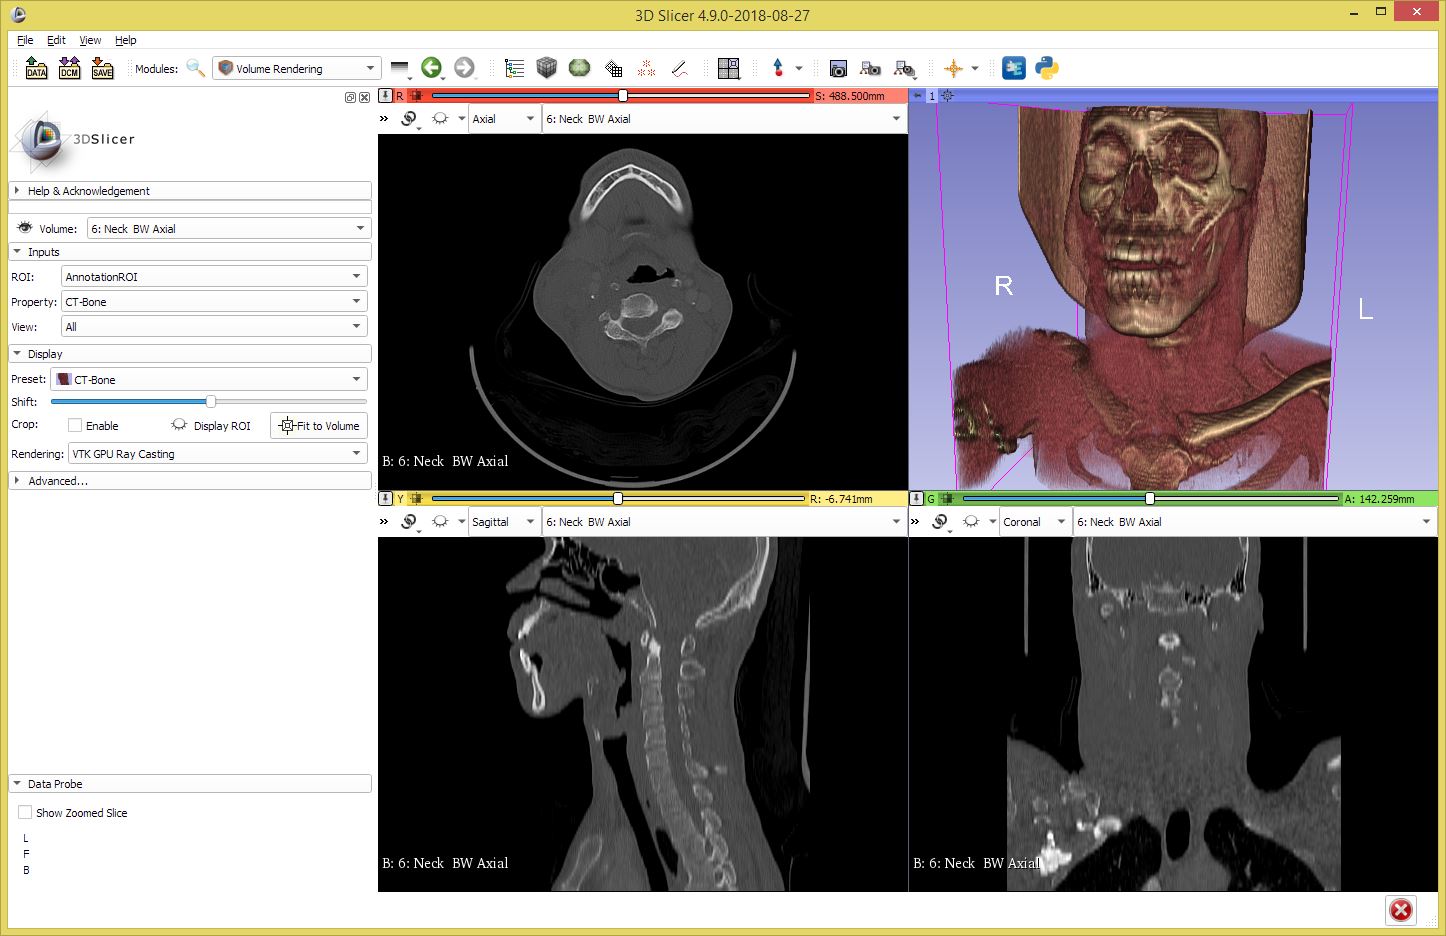 3D Slicer 4.9.0-2018-08-27
File Edit View Help
DATA DCM SAVE Modules: Volume Rendering
R S: 488.500mm
1
Axial 6: Neck BW Axial
3DSlicer
Help & Acknowledgement
Volume: 6: Neck BW Axial
Inputs
ROI: AnnotationROI
Property: CT-Bone
View: All
Display
Preset: CT-Bone
Shift:
Crop: Enable Display ROI Fit to Volume
Rendering: VTK GPU Ray Casting
Advanced...
B: 6: Neck BW Axial
R
L
Y R: -6.741mm
Sagittal 6: Neck BW Axial
B: 6: Neck BW Axial
G A: 142.259mm
Coronal 6: Neck BW Axial
B: 6: Neck BW Axial
Data Probe
Show Zoomed Slice
L
F
B